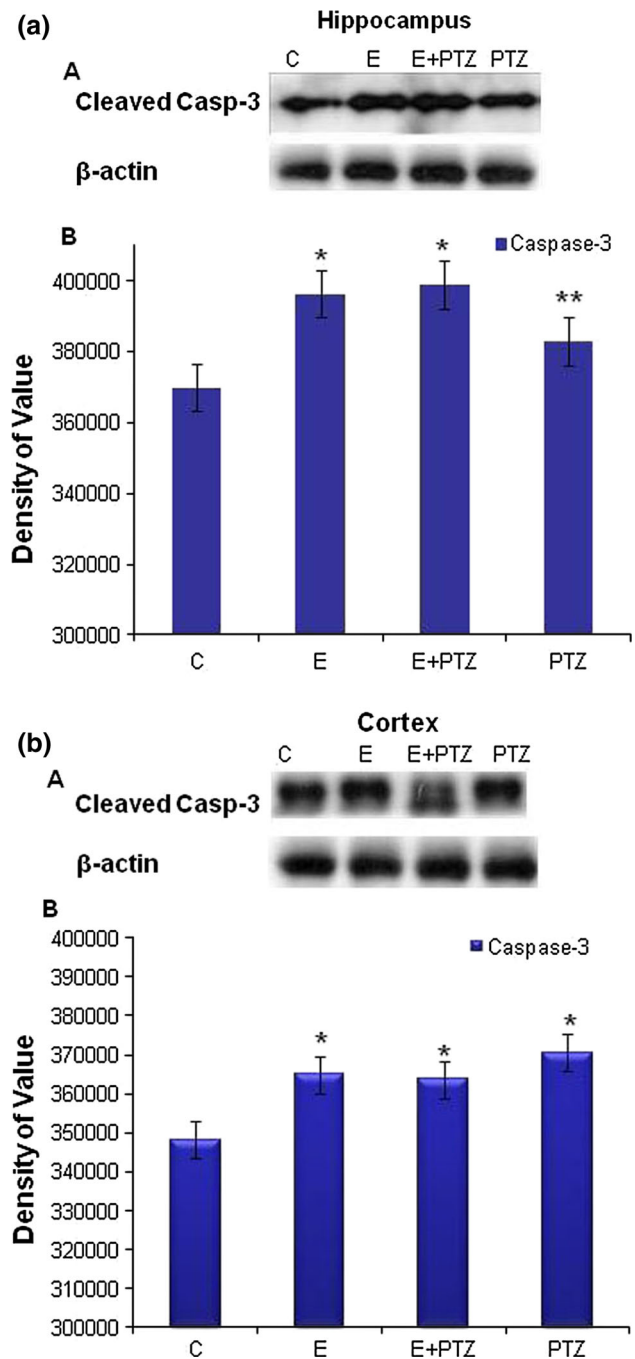 (a)
Hippocampus
A
C E E+PTZ PTZ
Cleaved Casp-3
β-actin
B
Caspase-3
* * **
400000
380000
360000
340000
320000
300000
Density of Value
C E E+PTZ PTZ
(b)
Cortex
A
C E E+PTZ PTZ
Cleaved Casp-3
β-actin
B
Caspase-3
* * *
400000
390000
380000
370000
360000
350000
340000
330000
320000
310000
300000
Density of Value
C E E+PTZ PTZ